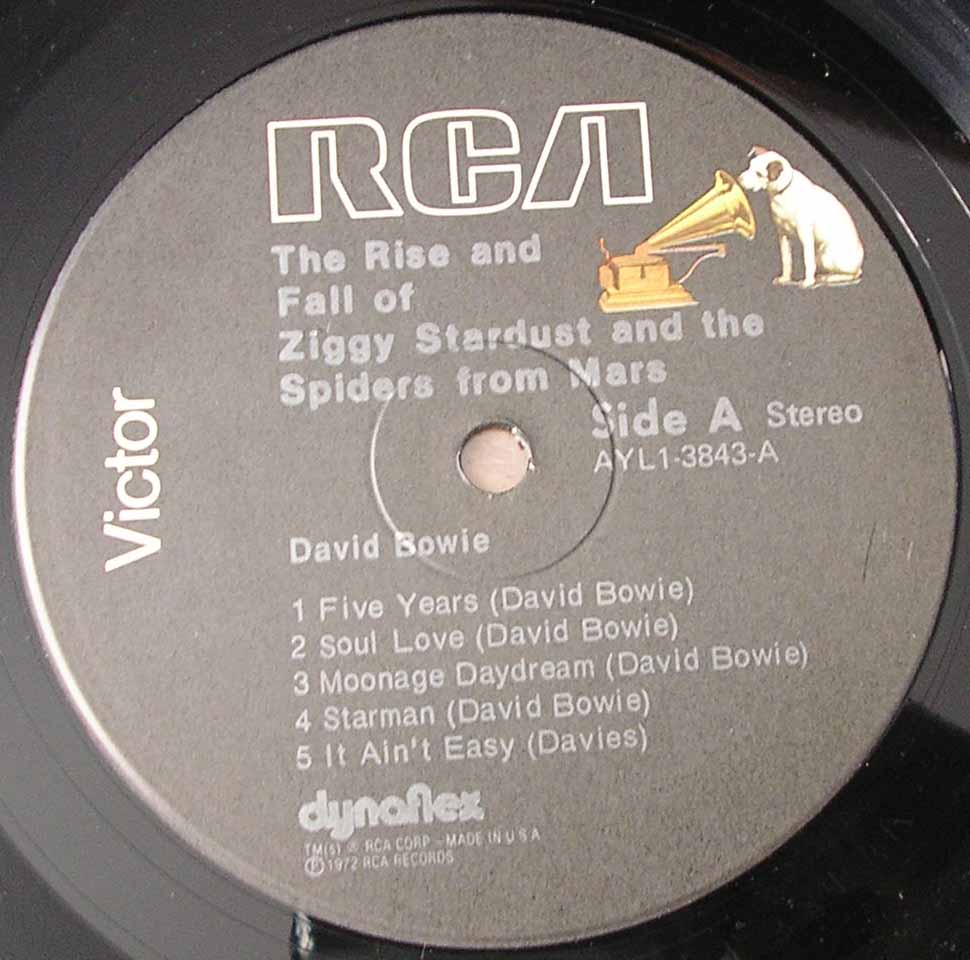 RCA
The Rise and
Fall of
Ziggy Stardust and the
Spiders from Mars
Side A Stereo
AYL1-3843-A
Victor
David Bowie
1 Five Years (David Bowie)
2 Soul Love (David Bowie)
3 Moonage Daydream (David Bowie)
4 Starman (David Bowie)
5 It Ain't Easy (Davies)
dynaflex
TM(s) ® RCA CORP - MADE IN U S A
℗ 1972 RCA RECORDS